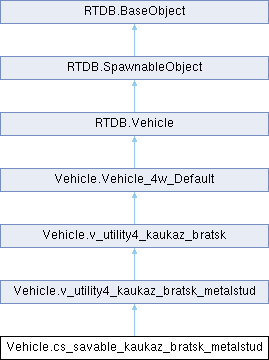 RTDB.BaseObject
RTDB.SpawnableObject
RTDB.Vehicle
Vehicle.Vehicle_4w_Default
Vehicle.v_utility4_kaukaz_bratsk
Vehicle.v_utility4_kaukaz_bratsk_metalstud
Vehicle.cs_savable_kaukaz_bratsk_metalstud